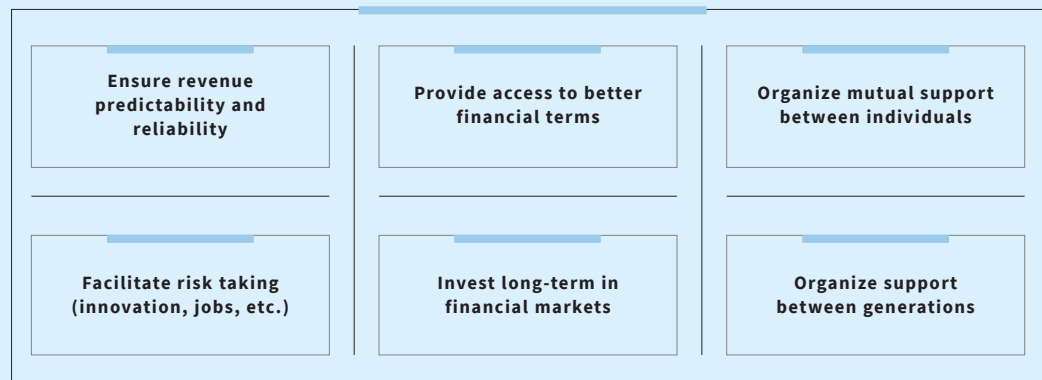 Ensure revenue
predictability and
reliability
Provide access to better
financial terms
Organize mutual support
between individuals
Facilitate risk taking
(innovation, jobs, etc.)
Invest long-term in
financial markets
Organize support
between generations